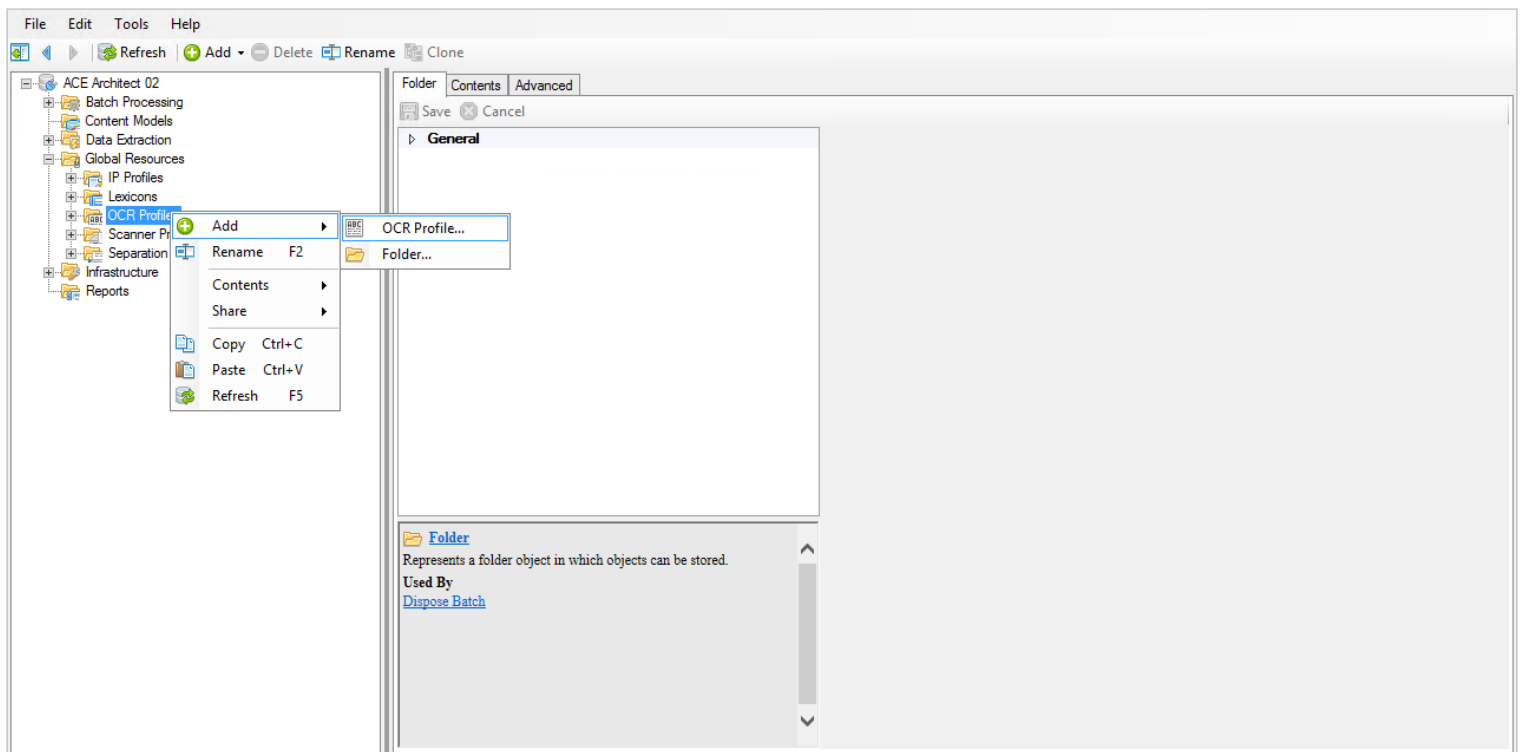 File Edit Tools Help
Refresh Add Delete Rename Clone
ACE Architect 02
Batch Processing
Content Models
Data Extraction
Global Resources
IP Profiles
Lexicons
OCR Profile
Scanner Pr
Separation
Infrastructure
Reports
Add
Rename F2
Contents
Share
Copy Ctrl+C
Paste Ctrl+V
Refresh F5
OCR Profile...
Folder...
Folder Contents Advanced
Save Cancel
General
Folder
Represents a folder object in which objects can be stored.
Used By
Dispose Batch